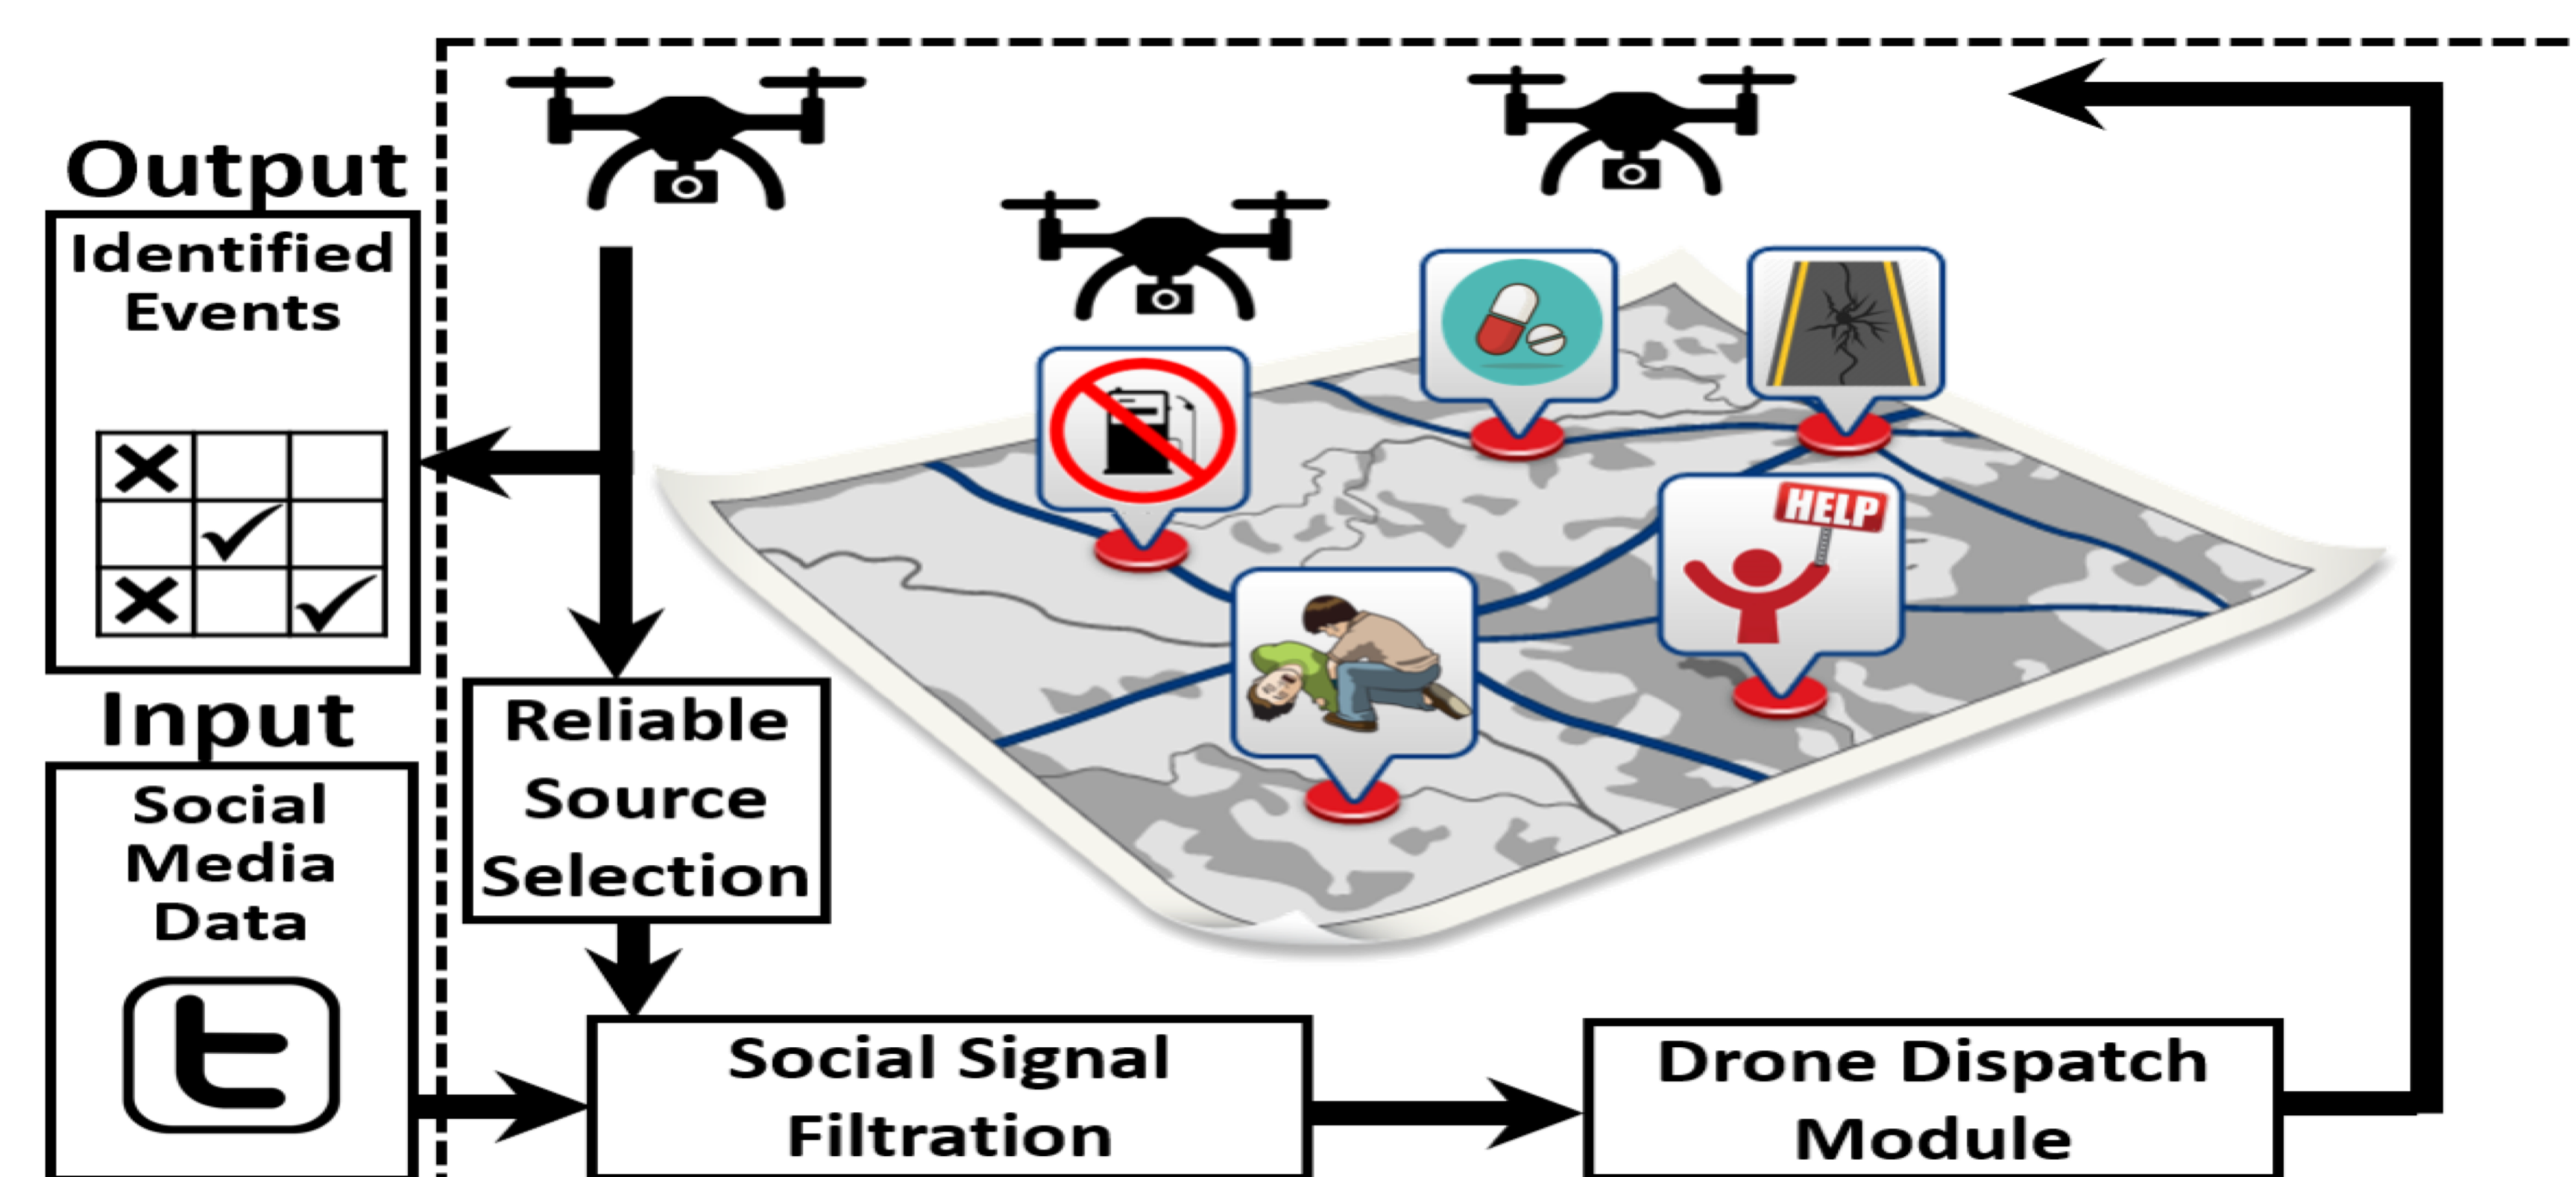 Output
Identified
Events
Input
Social
Media
Data
Reliable
Source
Selection
HELP
Social Signal
Filtration
Drone Dispatch
Module